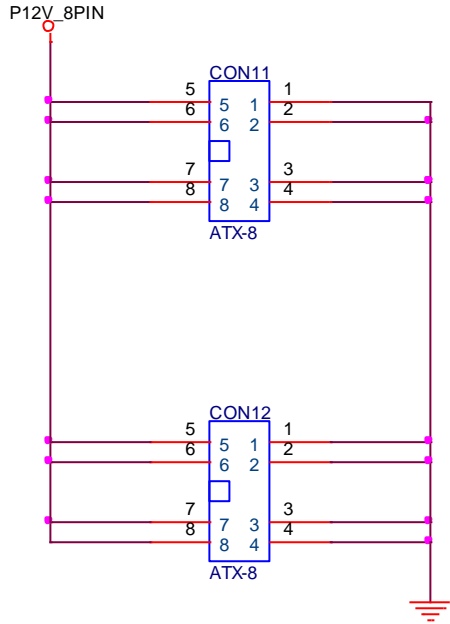 P12V_8PIN
CON11
5 5 1 1
6 6 2 2
7 7 3 3
8 8 4 4
ATX-8
CON12
5 5 1 1
6 6 2 2
7 7 3 3
8 8 4 4
ATX-8